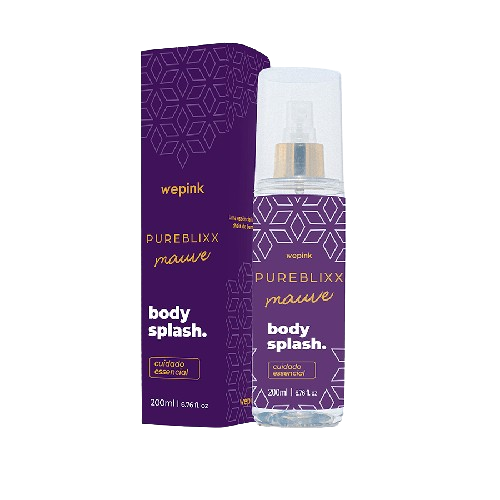 wepink
PUREBLIXX
mauve
body
splash.
cuidado
essencial
200ml | 6.76 fl. oz
wepink
PUREBLIXX
mauve
body
splash.
cuidado
essencial
200ml | 6.76 fl. oz